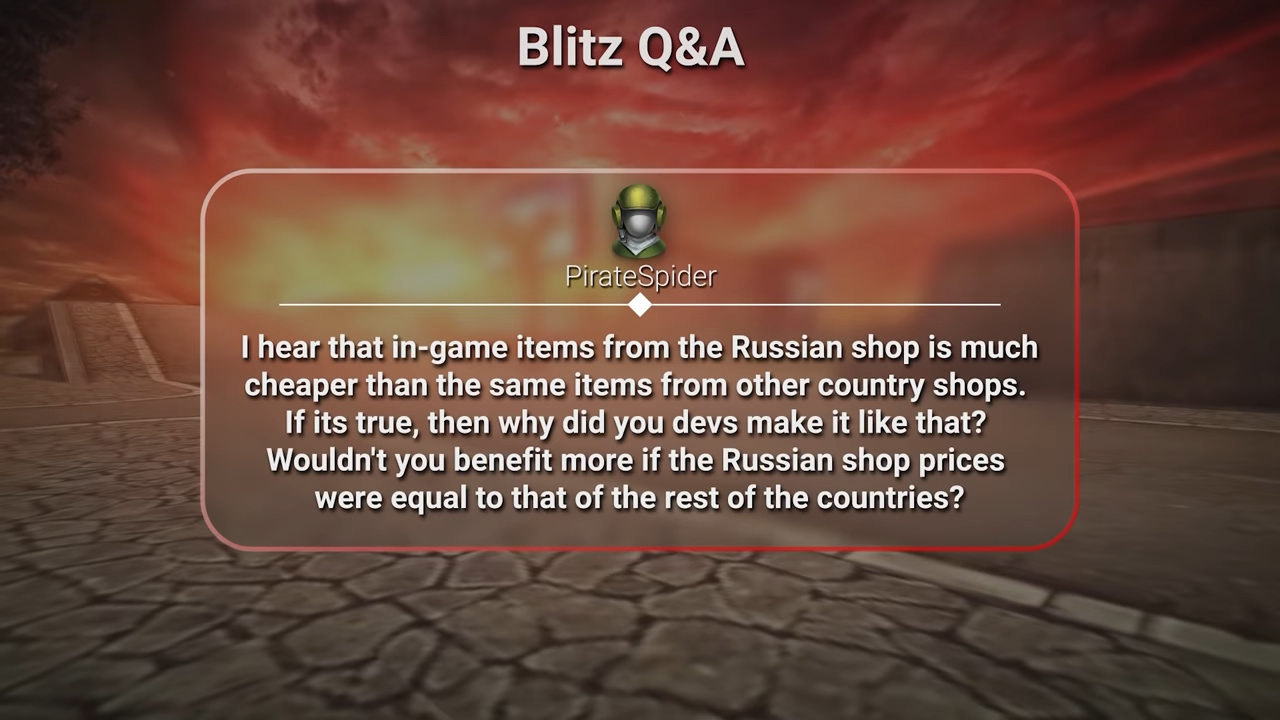 Blitz Q&A
PirateSpider
I hear that in-game items from the Russian shop is much
cheaper than the same items from other country shops.
If its true, then why did you devs make it like that?
Wouldn't you benefit more if the Russian shop prices
were equal to that of the rest of the countries?